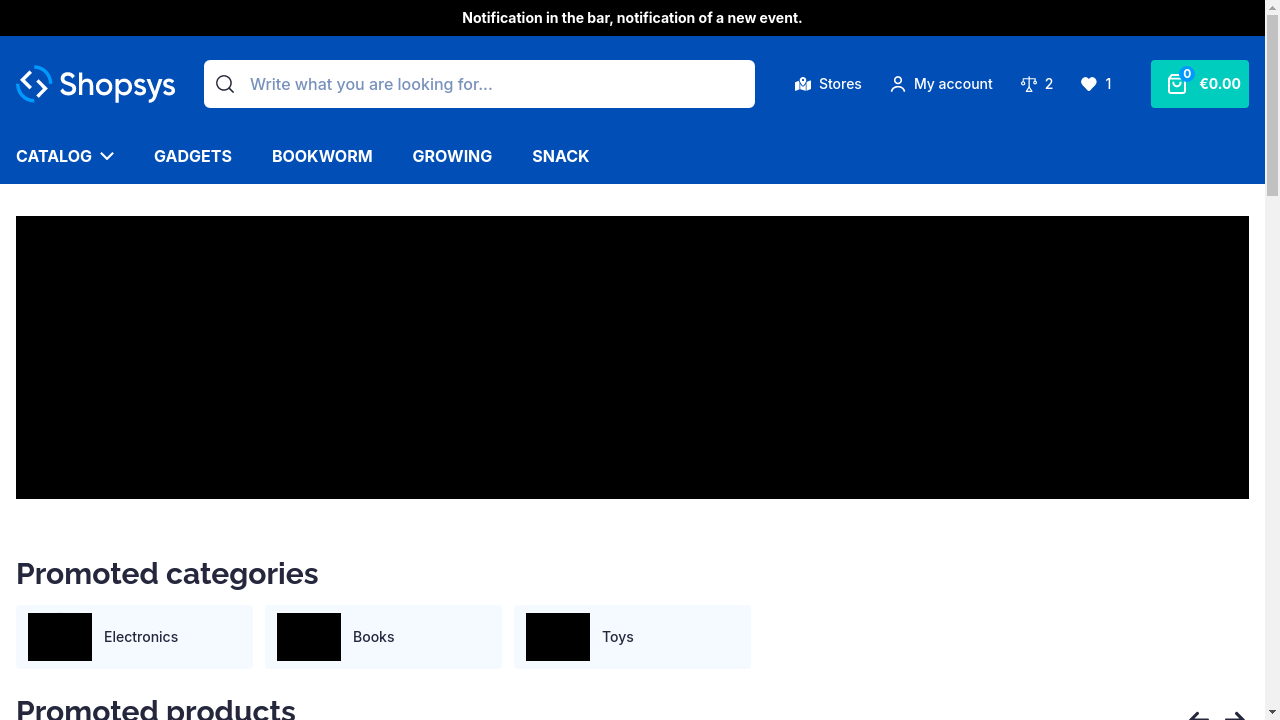 Notification in the bar, notification of a new event.
Shopsys
Write what you are looking for...
Stores
My account
2
1
0
€0.00
CATALOG
GADGETS
BOOKWORM
GROWING
SNACK
Promoted categories
Electronics
Books
Toys
Promoted products